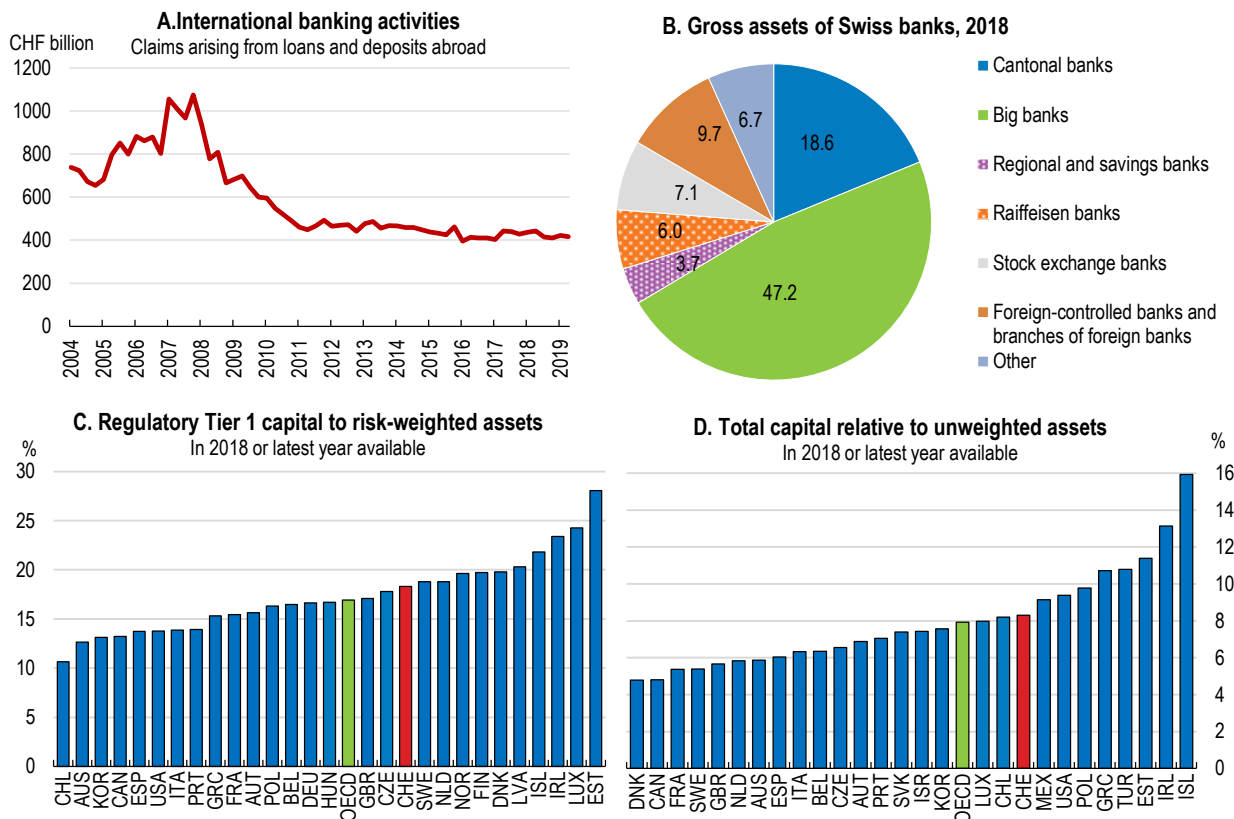 A.International banking activities
Claims arising from loans and deposits abroad
CHF billion
1200
1000
800
600
400
200
0
2004
2005
2006
2007
2008
2009
2010
2011
2012
2013
2014
2015
2016
2017
2018
2019
B. Gross assets of Swiss banks, 2018
18.6
47.2
3.7
6.0
7.1
9.7
6.7
Cantonal banks
Big banks
Regional and savings banks
Raiffeisen banks
Stock exchange banks
Foreign-controlled banks and
branches of foreign banks
Other
C. Regulatory Tier 1 capital to risk-weighted assets
In 2018 or latest year available
%
30
25
20
15
10
5
0
CHL
AUS
KOR
CAN
ESP
USA
ITA
PRT
GRC
FRA
AUT
POL
BEL
DEU
HUN
OECD
GBR
CZE
CHE
SWE
NLD
NOR
FIN
DNK
LVA
ISL
IRL
LUX
EST
D. Total capital relative to unweighted assets
In 2018 or latest year available
%
16
14
12
10
8
6
4
2
0
DNK
CAN
FRA
SWE
GBR
NLD
AUS
ESP
ITA
BEL
CZE
AUT
PRT
SVK
ISR
KOR
OECD
LUX
CHL
CHE
MEX
USA
POL
GRC
TUR
EST
IRL
ISL